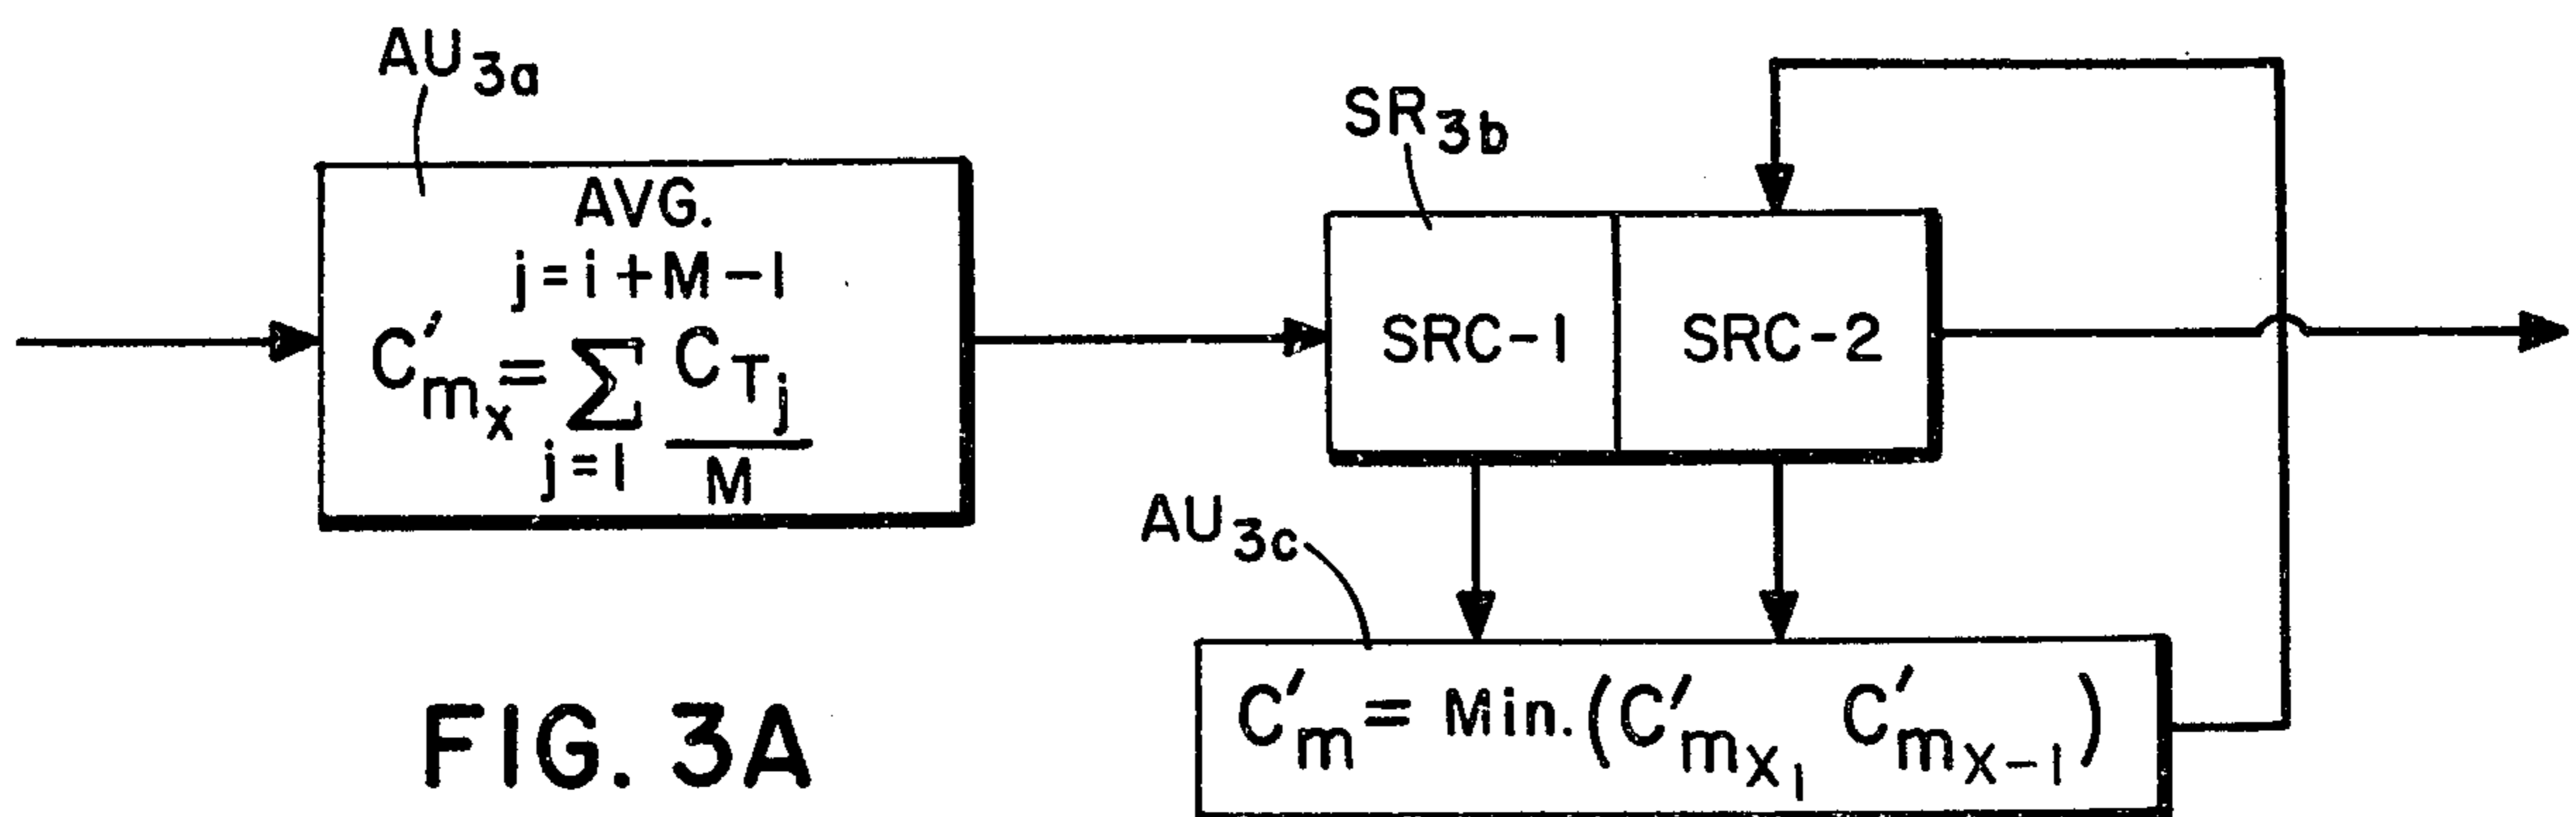 AU3a
AVG.
j=i+M-1
C'mx = Σ CTj
j=1 M
SR3b
SRC-1 SRC-2
AU3c
C'm = Min. (C'mx1 C'mx-1)
FIG. 3A